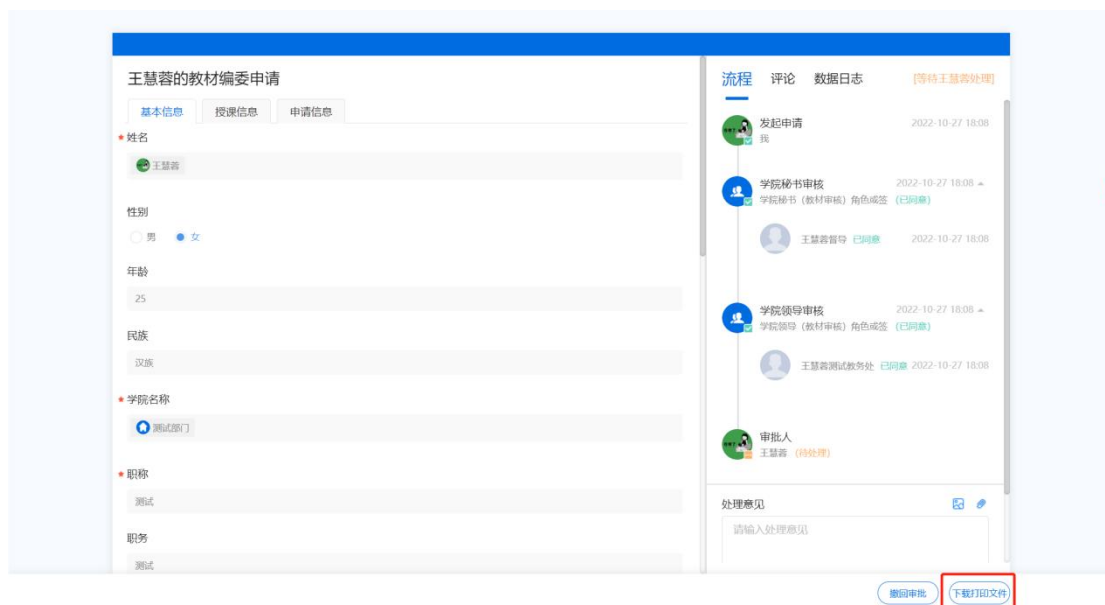 王慧蓉的教材编委申请
基本信息 授课信息 申请信息
* 姓名
王慧蓉
性别
男 女
年龄
25
民族
汉族
* 学院名称
测试部门
* 职称
测试
职务
测试
流程 评论 数据日志 [等待王慧蓉处理]
发起申请 2022-10-27 18:08
我
学院秘书审核 2022-10-27 18:08
学院秘书（教材审核）角色或签 (已同意)
王慧蓉督导 已同意 2022-10-27 18:08
学院领导审核 2022-10-27 18:08
学院领导（教材审核）角色或签 (已同意)
王慧蓉测试教务处 已同意 2022-10-27 18:08
审批人
王慧蓉 (待处理)
处理意见
请输入处理意见
撤回审批 下载打印文件